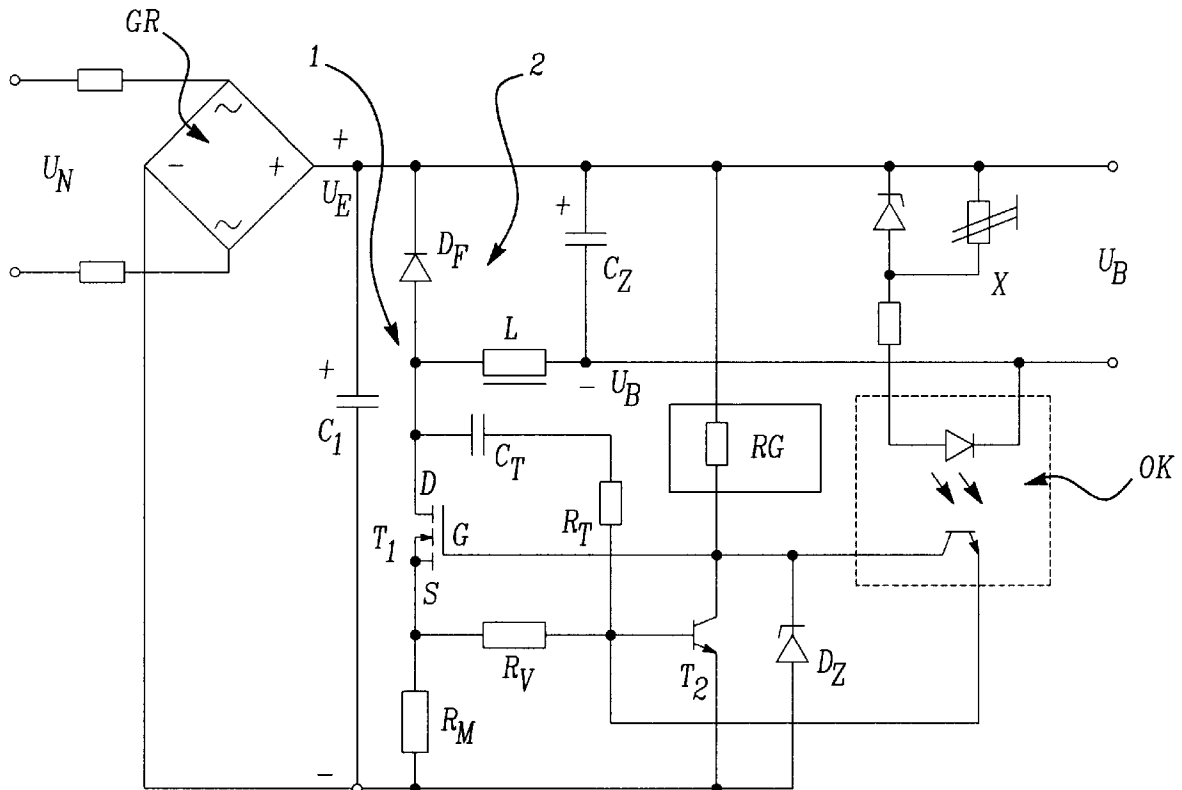 GR
1
2
~
+
- +
U_N
U_E
~
D_F
+
C_Z
X
U_B
L
- U_B
+
C_1
C_T
RG
OK
D
R_T
T_1
G
S
R_V
T_2
D_Z
R_M
-